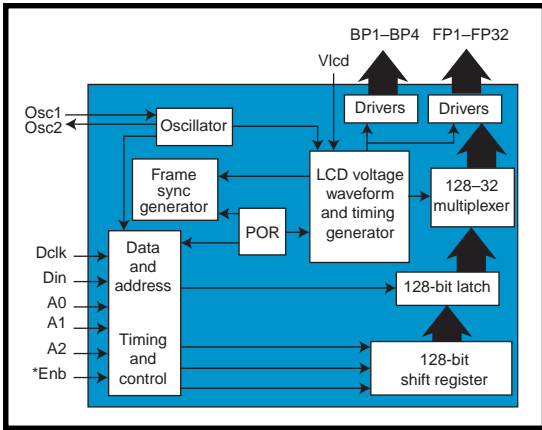 BP1–BP4
FP1–FP32
Vlcd
Osc1
Osc2
Oscillator
Drivers
Drivers
Frame
sync
generator
LCD voltage
waveform
and timing
generator
128–32
multiplexer
POR
Dclk
Din
A0
A1
A2
*Enb
Data
and
address
Timing
and
control
128-bit latch
128-bit
shift register